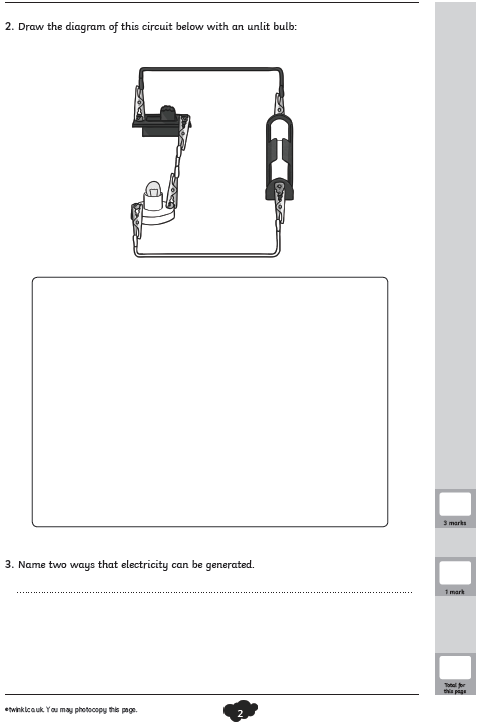 2. Draw the diagram of this circuit below with an unlit bulb:
3 marks
3. Name two ways that electricity can be generated.
1 mark
Total for
this page
©twinkl.co.uk. You may photocopy this page.
2